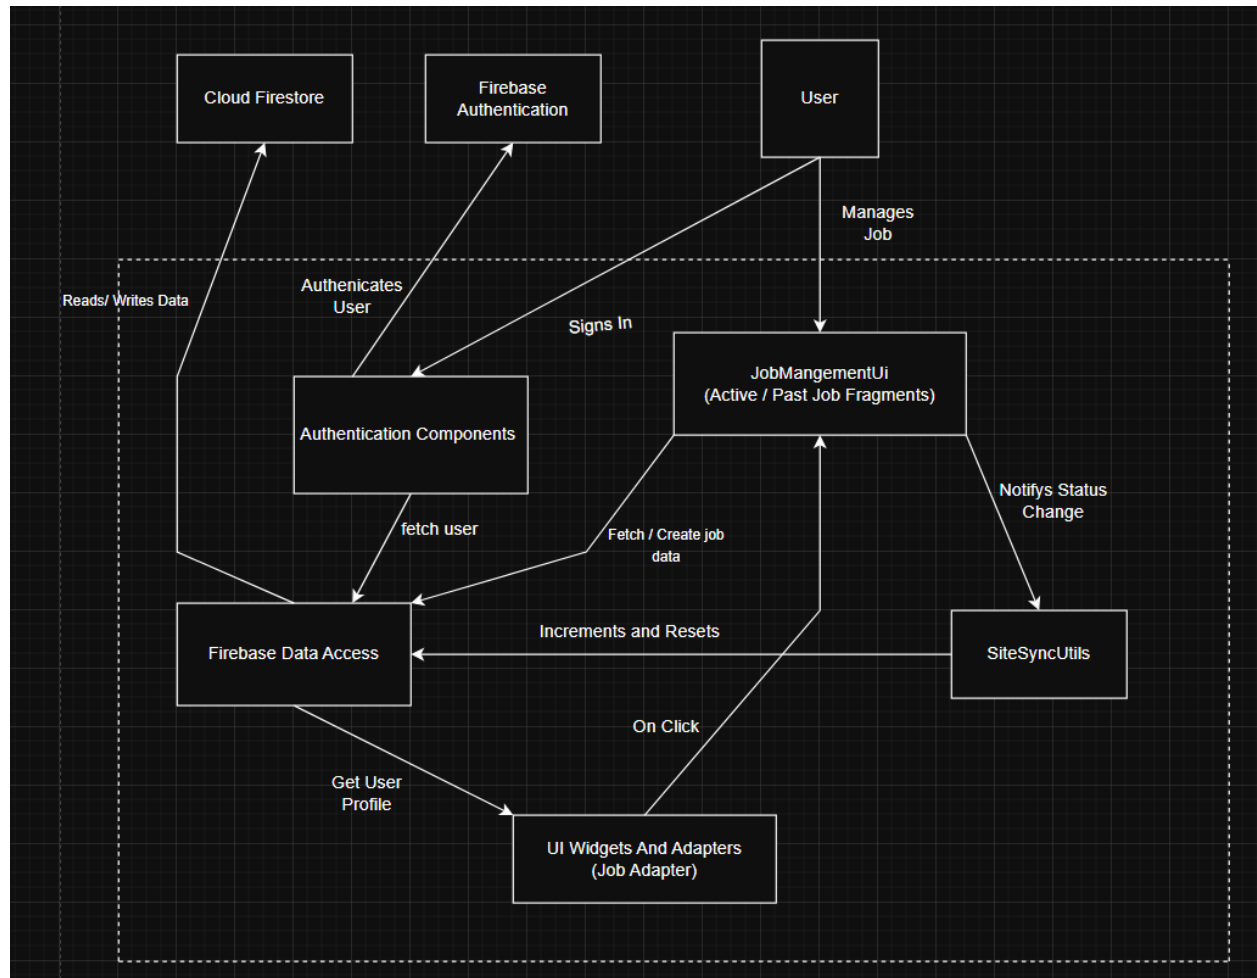 Cloud Firestore
Firebase
Authentication
User
Manages
Job
Authenicates
User
Reads/ Writes Data
Signs In
JobMangementUi
(Active / Past Job Fragments)
Authentication Components
Notifys Status
Change
fetch user
Fetch / Create job
data
Increments and Resets
Firebase Data Access
SiteSyncUtils
On Click
Get User
Profile
UI Widgets And Adapters
(Job Adapter)